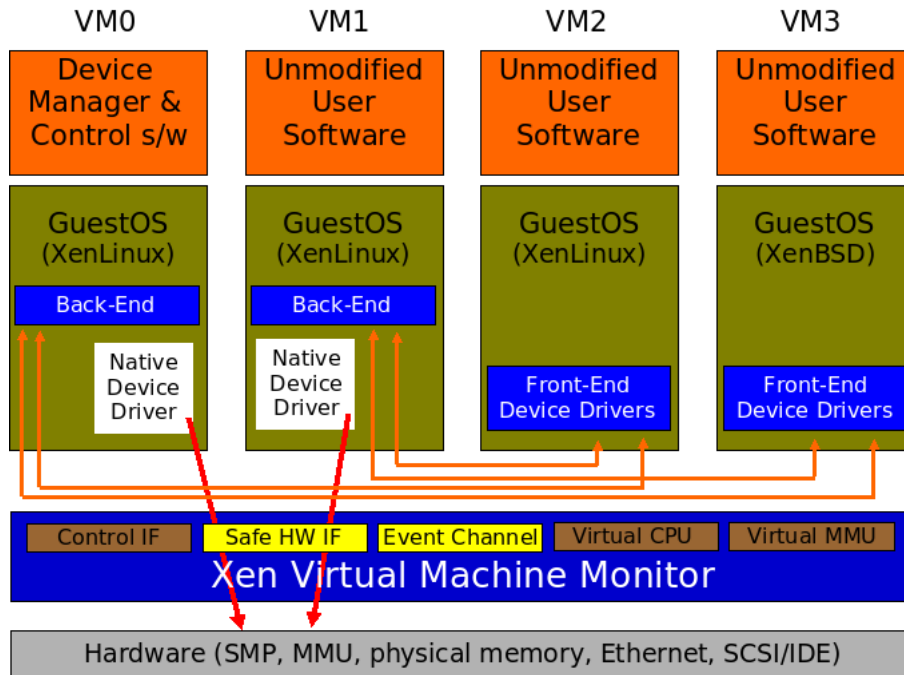 VM0
VM1
VM2
VM3
Device
Manager &
Control s/w
Unmodified
User
Software
Unmodified
User
Software
Unmodified
User
Software
GuestOS
(XenLinux)
Back-End
Native
Device
Driver
GuestOS
(XenLinux)
Back-End
Native
Device
Driver
GuestOS
(XenLinux)
Front-End
Device Drivers
GuestOS
(XenBSD)
Front-End
Device Drivers
Control IF
Safe HW IF
Event Channel
Virtual CPU
Virtual MMU
Xen Virtual Machine Monitor
Hardware (SMP, MMU, physical memory, Ethernet, SCSI/IDE)